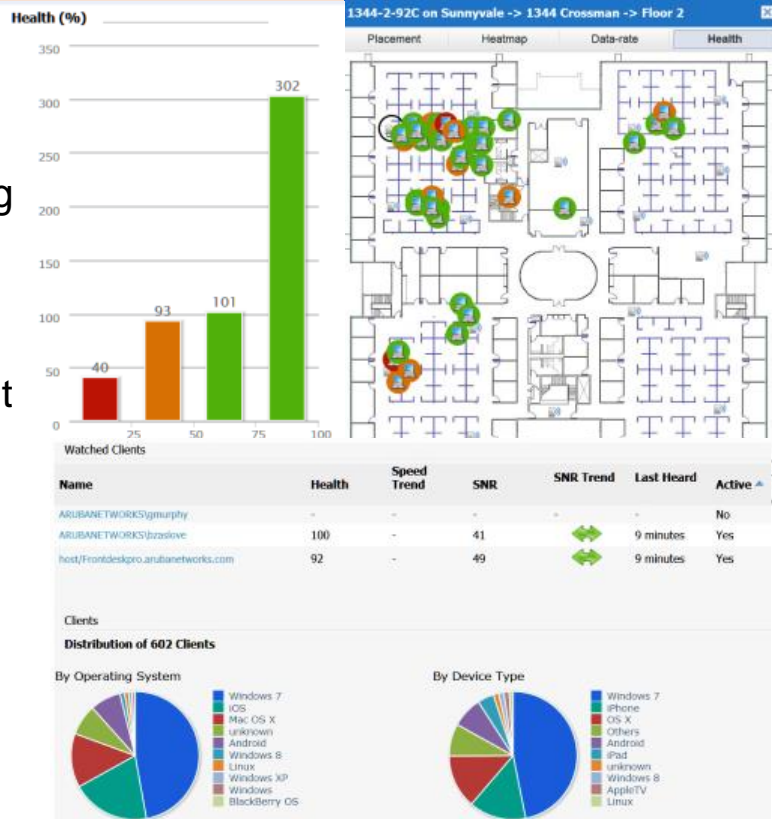 Health (%)
350
300
250
200
150
100
50
0
40
93
101
302
25 50 75 100
g
t
1344-2-92C on Sunnyvale -> 1344 Crossman -> Floor 2
Placement Heatmap Data-rate Health
Watched Clients
Name Health Speed Trend SNR SNR Trend Last Heard Active
ARUBANETWORKS\gmurphy - - - - - No
ARUBANETWORKS\bzaslove 100 - 41 9 minutes Yes
host/Frontdeskpro.arubanetworks.com 92 - 49 9 minutes Yes
Clients
Distribution of 602 Clients
By Operating System
Windows 7
iOS
Mac OS X
unknown
Android
Windows 8
Linux
Windows XP
Windows
BlackBerry OS
By Device Type
Windows 7
iPhone
OS X
Others
Android
iPad
unknown
Windows 8
AppleTV
Linux